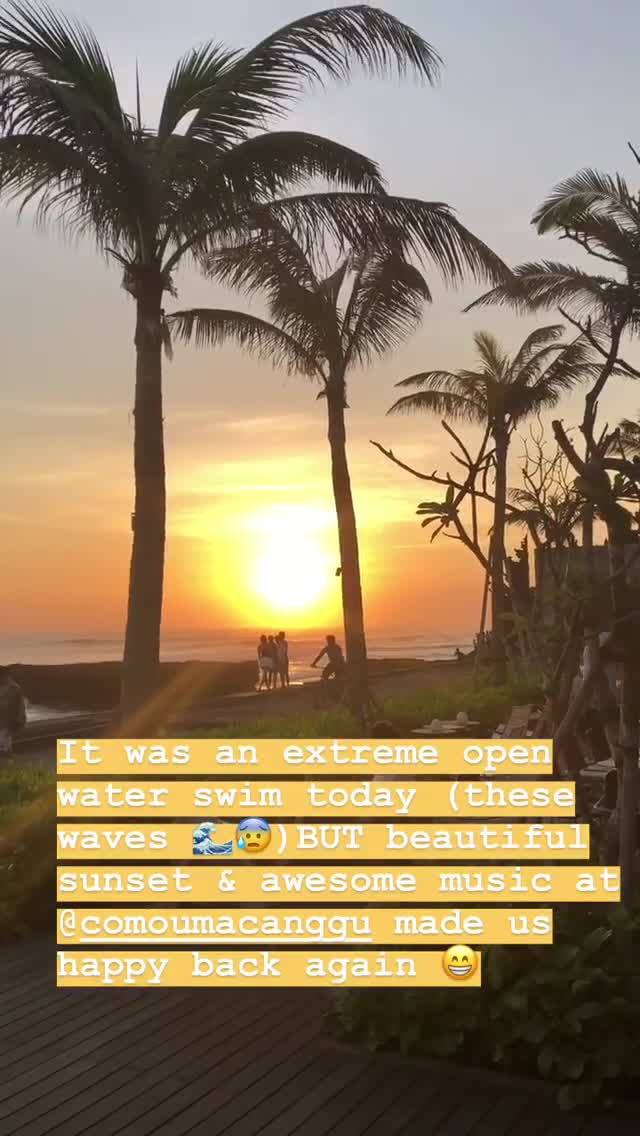 It was an extreme open
water swim today (these
waves 🌊😰)BUT beautiful
sunset & awesome music at
@comoumacanggu made us
happy back again 😁